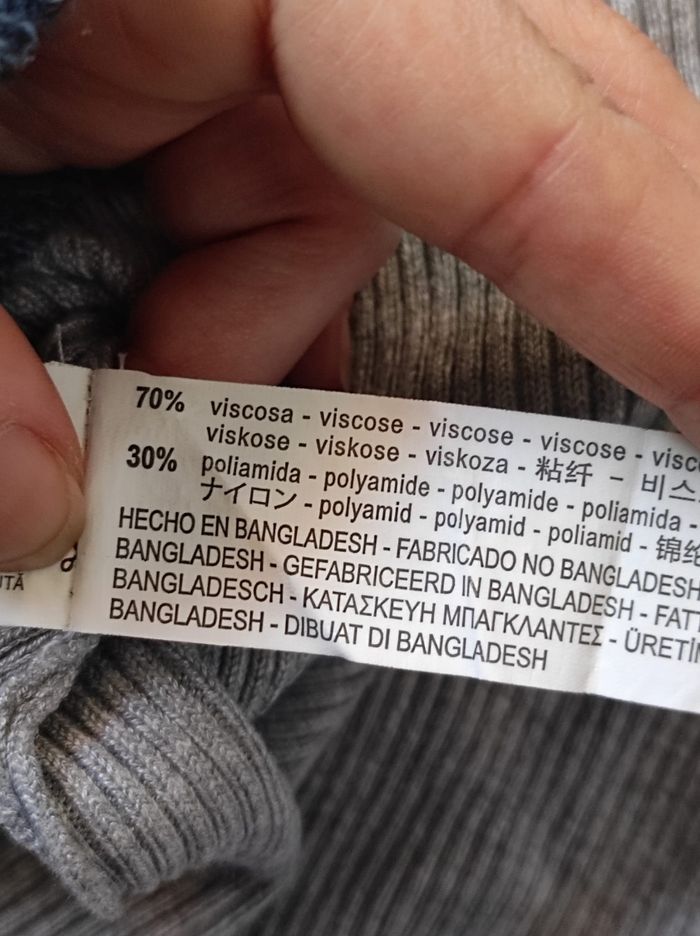 70% viscosa - viscose - viscose - viscose -
viskose - viskose - viskoza - 粘纤 - 비스
30% poliamida - polyamide - polyamide - poliamida -
ナイロン - polyamid - polyamid - poliamid - 锦纶
HECHO EN BANGLADESH - FABRICADO NO BANGLADESH
BANGLADESH - GEFABRICEERD IN BANGLADESH -
BANGLADESCH - ΚΑΤΑΣΚΕΥΗ ΜΠΑΓΚΛΑΝΤΕΣ -
BANGLADESH - DIBUAT DI BANGLADESH